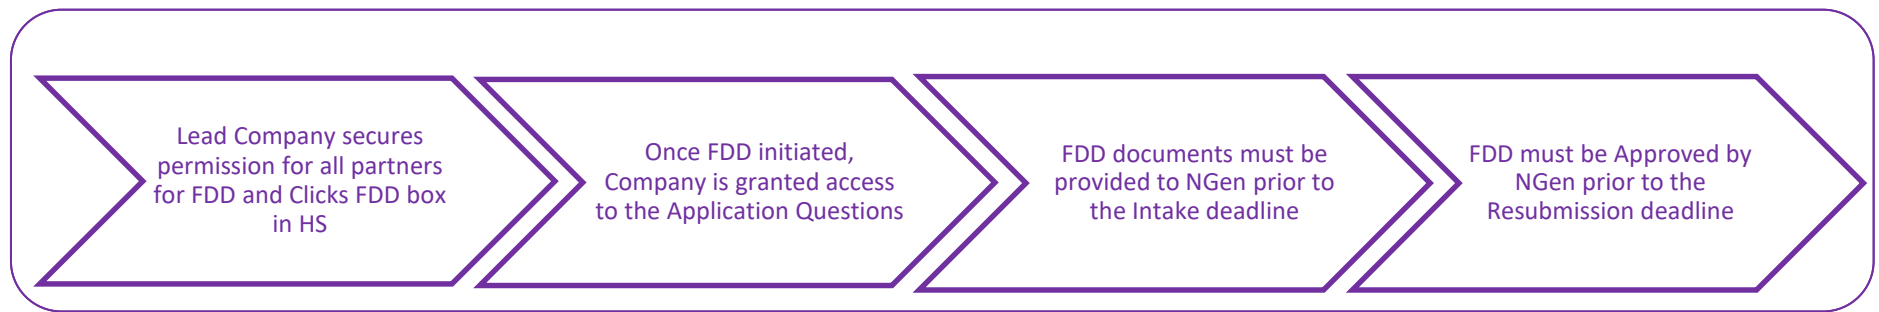 Lead Company secures
permission for all partners
for FDD and Clicks FDD box
in HS
Once FDD initiated,
Company is granted access
to the Application Questions
FDD documents must be
provided to NGen prior to
the Intake deadline
FDD must be Approved by
NGen prior to the
Resubmission deadline